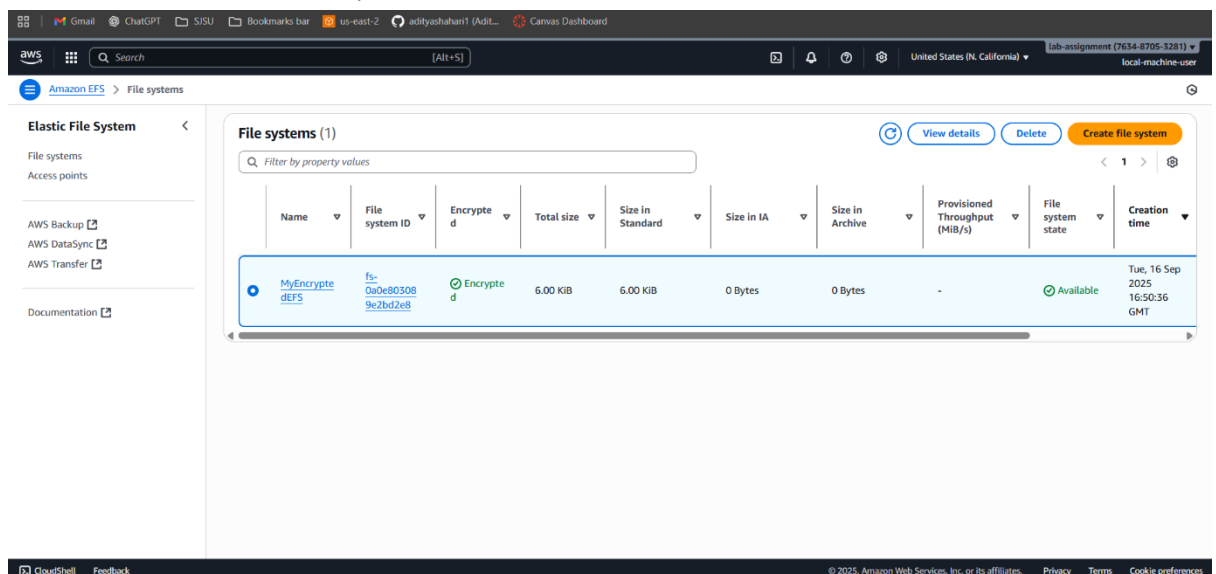 Gmail ChatGPT SJSU Bookmarks bar us-east-2 adityashahari1 (Adit... Canvas Dashboard
aws Search [Alt+S] United States (N. California) lab-assignment (7634-8705-3281)
local-machine-user
Amazon EFS > File systems
Elastic File System
File systems
Access points
AWS Backup
AWS DataSync
AWS Transfer
Documentation
File systems (1) View details Delete Create file system
Filter by property values
1
Name
File
system ID
Encrypte
d
Total size
Size in
Standard
Size in IA
Size in
Archive
Provisioned
Throughput
(MiB/s)
File
system
state
Creation
time
MyEncrypte
dEFS
fs-
0a0e80308
9e2bd2e8
Encrypte
d
6.00 KiB
6.00 KiB
0 Bytes
0 Bytes
-
Available
Tue, 16 Sep
2025
16:50:36
GMT
CloudShell Feedback © 2025, Amazon Web Services, Inc. or its affiliates. Privacy Terms Cookie preferences